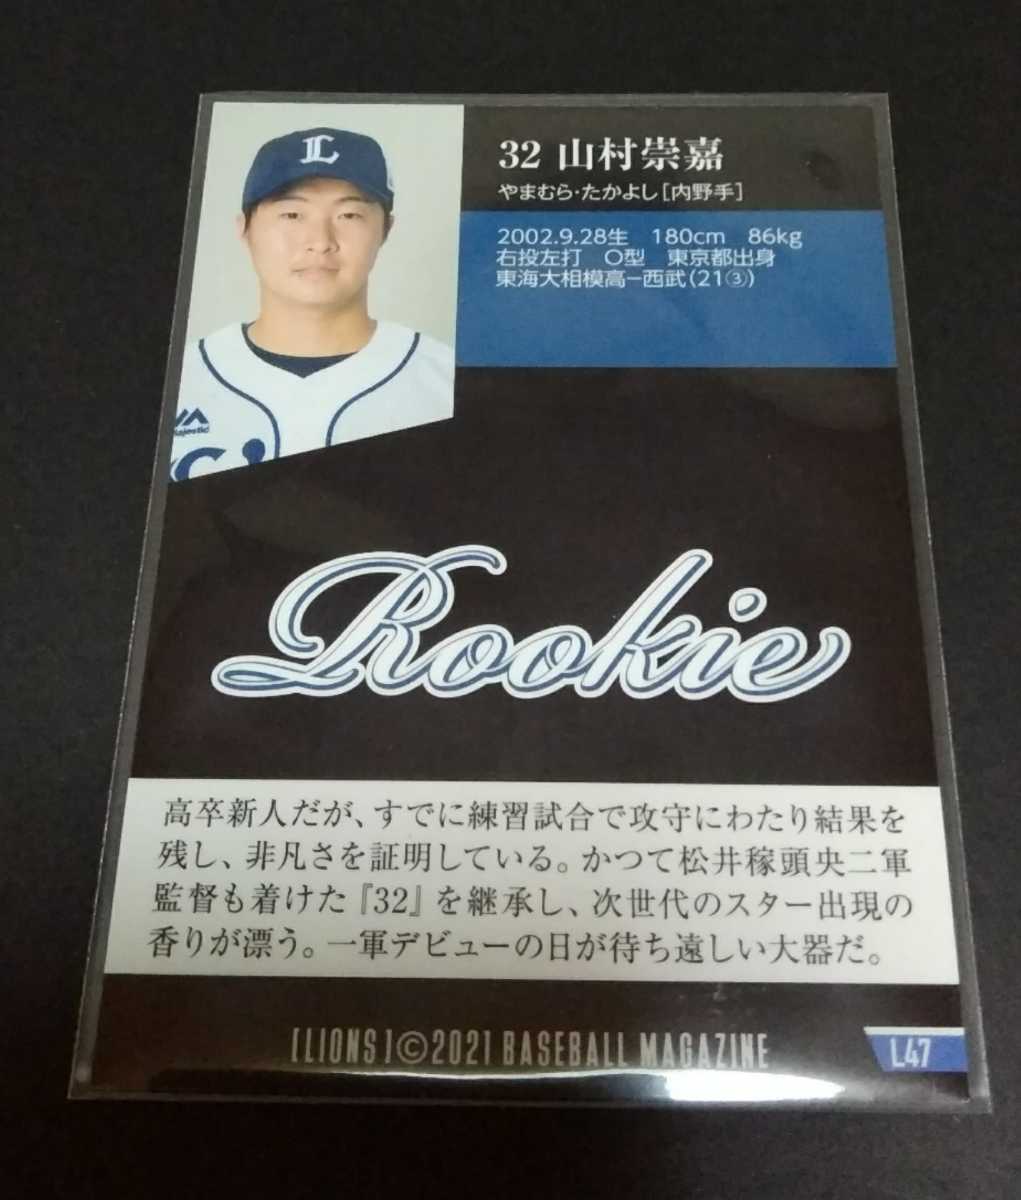 L
32 山村崇嘉
やまむら・たかよし[内野手]
2002.9.28生 180cm 86kg
右投左打 O型 東京都出身
東海大相模高－西武(21③)
Majestic
Rookie
高卒新人だが、すでに練習試合で攻守にわたり結果を
残し、非凡さを証明している。かつて松井稼頭央二軍
監督も着けた『32』を継承し、次世代のスター出現の
香りが漂う。一軍デビューの日が待ち遠しい大器だ。
[LIONS]©2021 BASEBALL MAGAZINE
L47